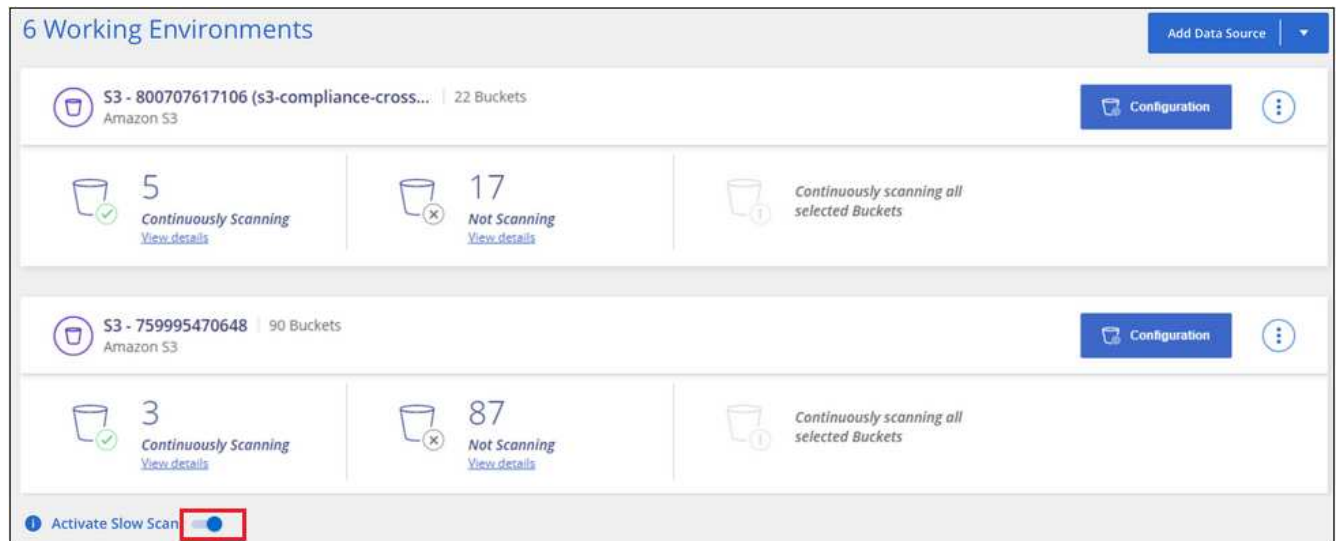 6 Working Environments
Add Data Source
S3 - 800707617106 (s3-compliance-cross... 22 Buckets
Amazon S3
Configuration
5
Continuously Scanning
View details
17
Not Scanning
View details
Continuously scanning all
selected Buckets
S3 - 759995470648 90 Buckets
Amazon S3
Configuration
3
Continuously Scanning
View details
87
Not Scanning
View details
Continuously scanning all
selected Buckets
Activate Slow Scan